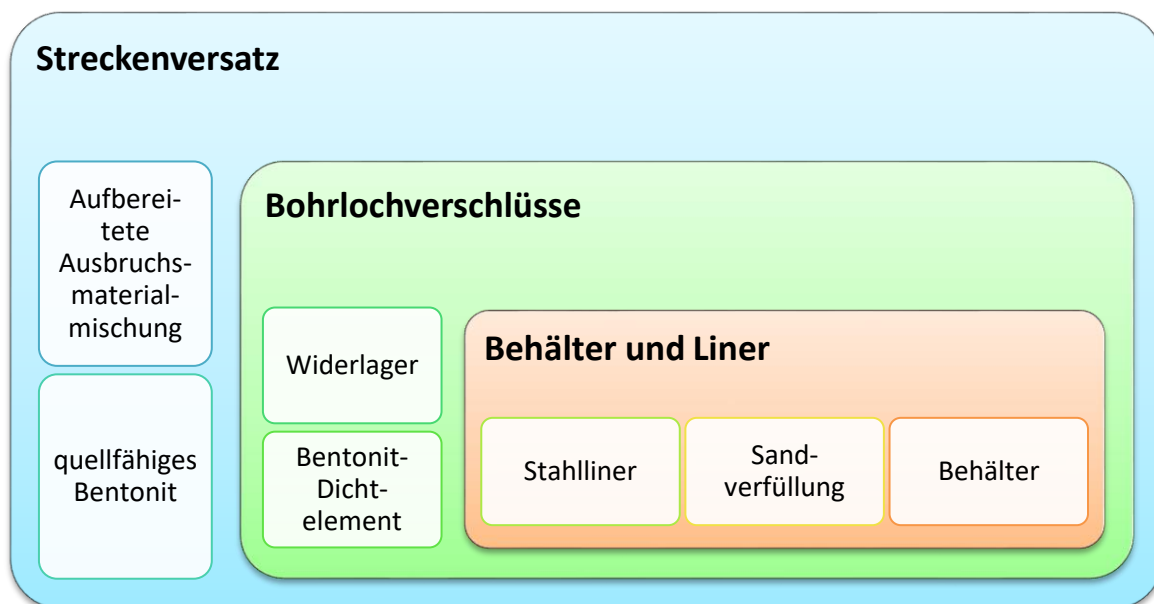 Streckenversatz
Aufberei-
tete
Ausbruchs-
material-
mischung
quellfähiges
Bentonit
Bohrlochverschlüsse
Widerlager
Bentonit-
Dicht-
element
Behälter und Liner
Stahlliner
Sand-
verfüllung
Behälter